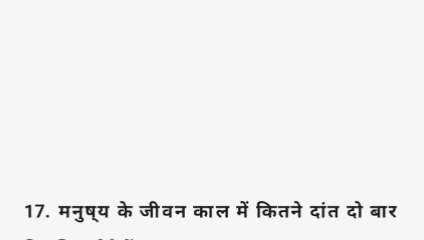 17. मनुष्य के जीवन काल में कितने दांत दो बार